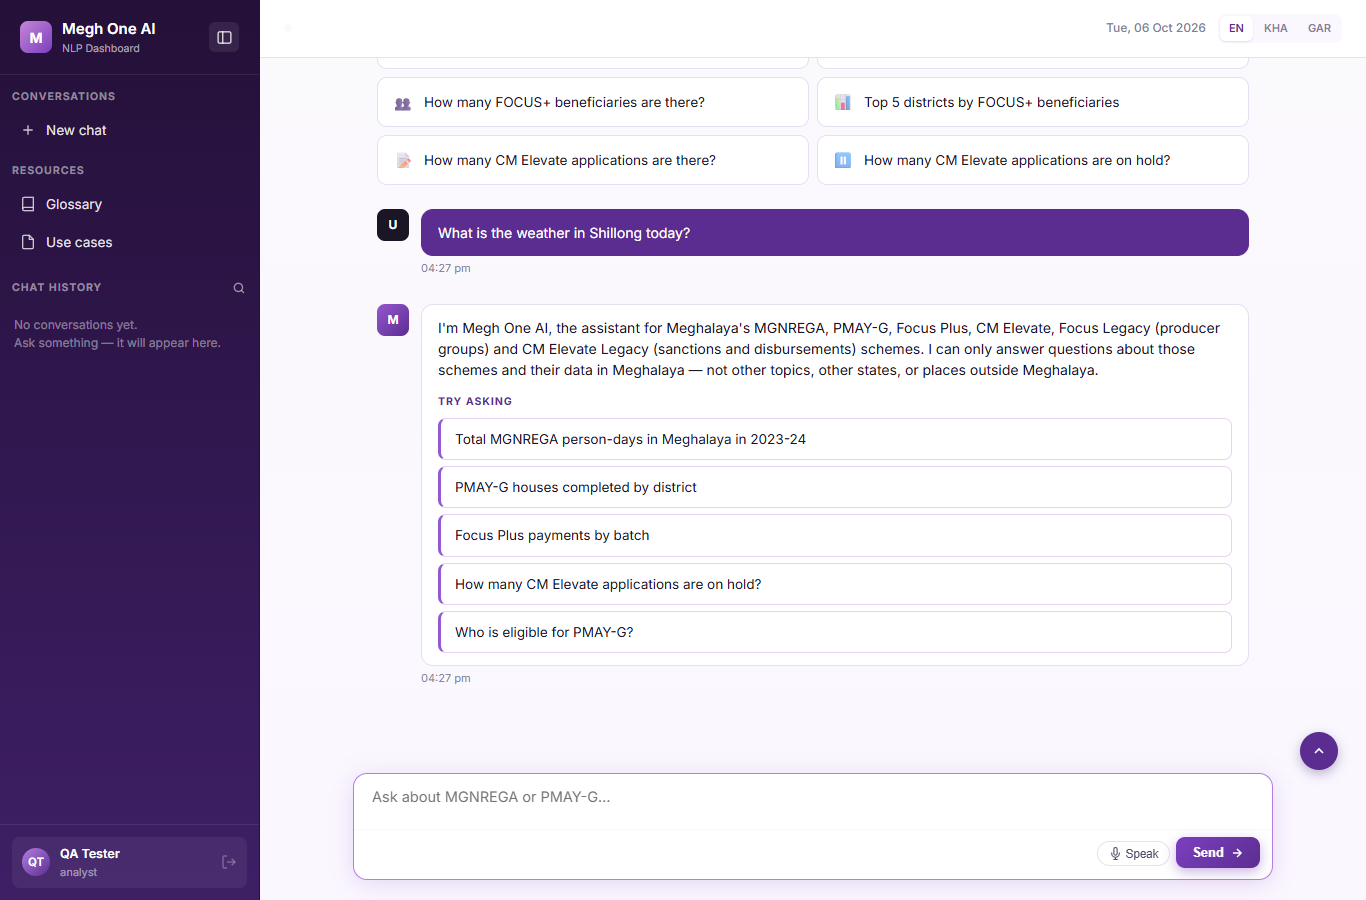 M
Megh One AI
NLP Dashboard
CONVERSATIONS
New chat
RESOURCES
Glossary
Use cases
CHAT HISTORY
No conversations yet.
Ask something — it will appear here.
QT
QA Tester
analyst
Tue, 06 Oct 2026
EN
KHA
GAR
How many FOCUS+ beneficiaries are there?
Top 5 districts by FOCUS+ beneficiaries
How many CM Elevate applications are there?
How many CM Elevate applications are on hold?
U
What is the weather in Shillong today?
04:27 pm
M
I'm Megh One AI, the assistant for Meghalaya's MGNREGA, PMAY-G, Focus Plus, CM Elevate, Focus Legacy (producer
groups) and CM Elevate Legacy (sanctions and disbursements) schemes. I can only answer questions about those
schemes and their data in Meghalaya — not other topics, other states, or places outside Meghalaya.
TRY ASKING
Total MGNREGA person-days in Meghalaya in 2023-24
PMAY-G houses completed by district
Focus Plus payments by batch
How many CM Elevate applications are on hold?
Who is eligible for PMAY-G?
04:27 pm
Ask about MGNREGA or PMAY-G...
Speak
Send